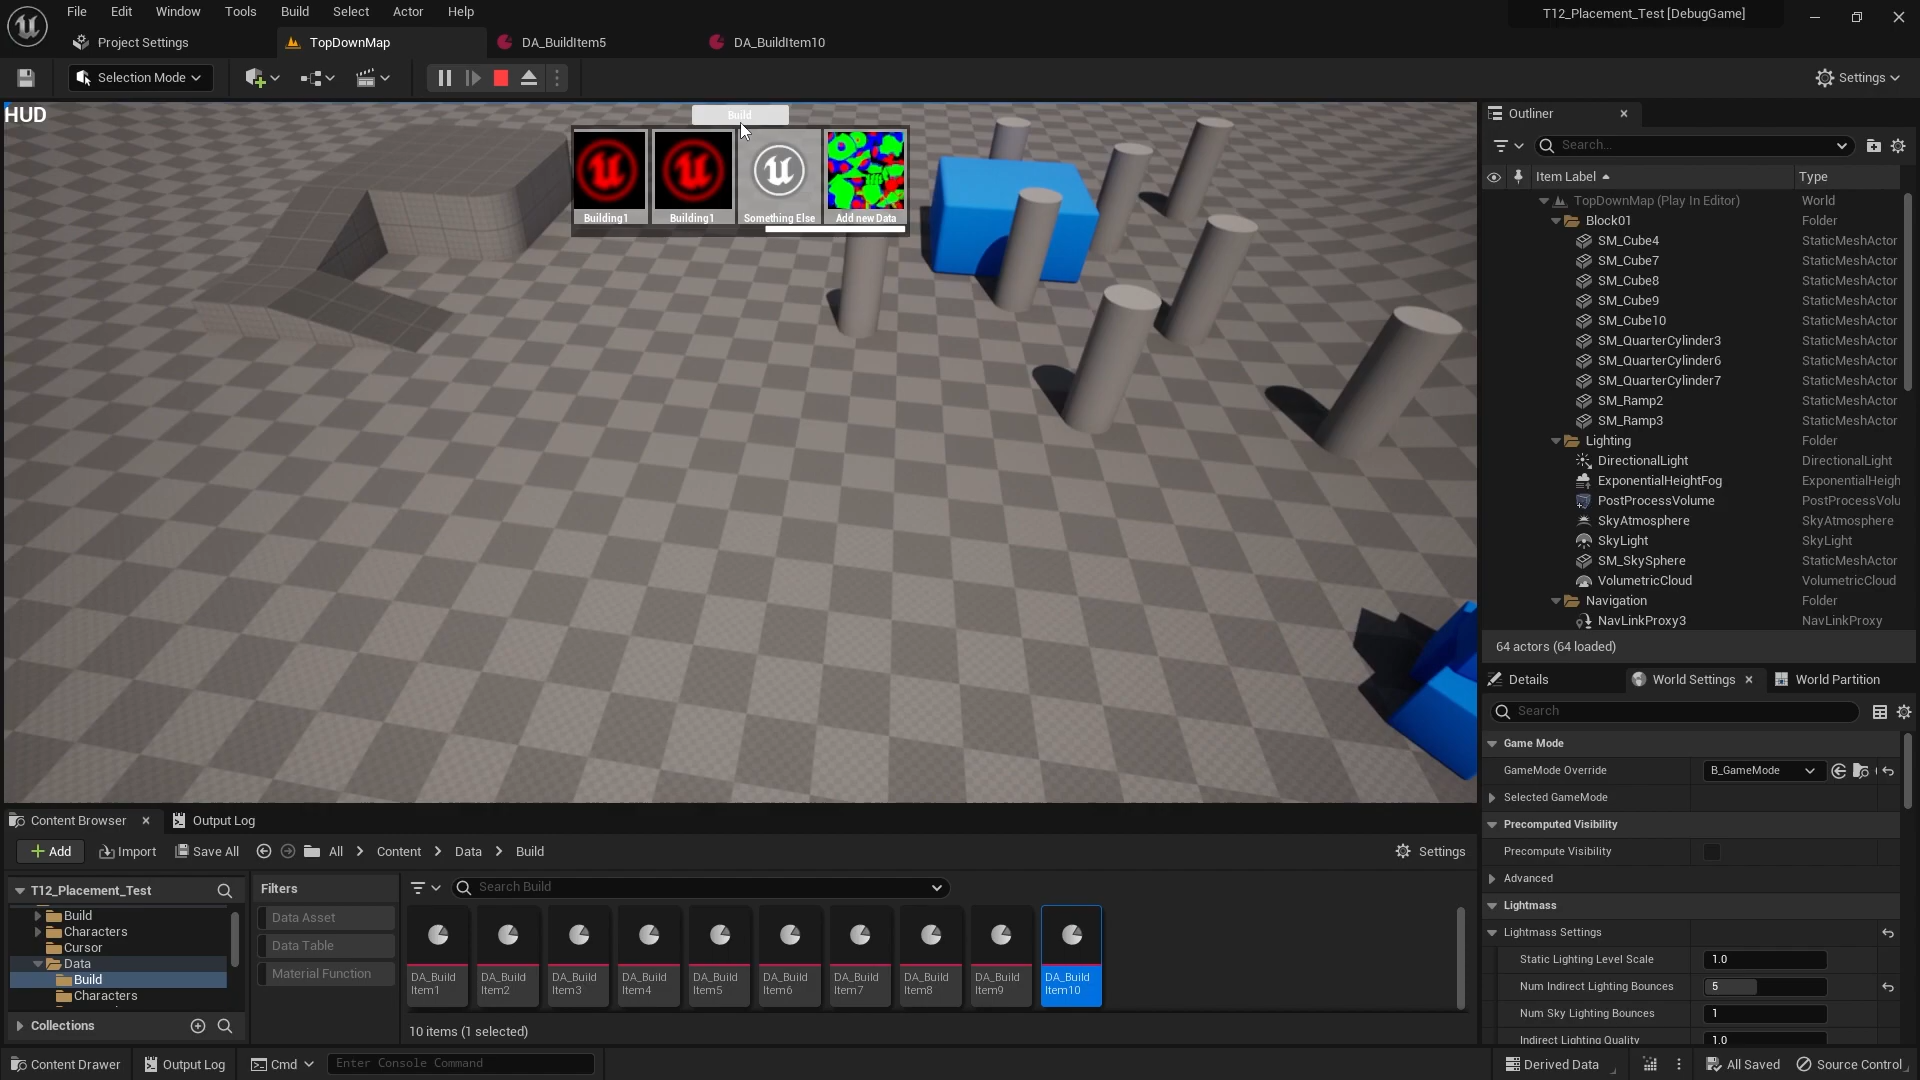 File Edit Window Tools Build Select Actor Help
T12_Placement_Test [DebugGame]
Project Settings
TopDownMap
DA_BuildItem5
DA_BuildItem10
Selection Mode
Settings
HUD
Build
Building1
Building1
Something Else
Add new Data
Outliner
Search...
Item Label
Type
TopDownMap (Play In Editor) World
Block01 Folder
SM_Cube4 StaticMeshActor
SM_Cube7 StaticMeshActor
SM_Cube8 StaticMeshActor
SM_Cube9 StaticMeshActor
SM_Cube10 StaticMeshActor
SM_QuarterCylinder3 StaticMeshActor
SM_QuarterCylinder6 StaticMeshActor
SM_QuarterCylinder7 StaticMeshActor
SM_Ramp2 StaticMeshActor
SM_Ramp3 StaticMeshActor
Lighting Folder
DirectionalLight DirectionalLight
ExponentialHeightFog ExponentialHeigh
PostProcessVolume PostProcessVolu
SkyAtmosphere SkyAtmosphere
SkyLight SkyLight
SM_SkySphere StaticMeshActor
VolumetricCloud VolumetricCloud
Navigation Folder
NavLinkProxy3 NavLinkProxy
64 actors (64 loaded)
Details
World Settings
World Partition
Search
Game Mode
GameMode Override B_GameMode
Selected GameMode
Precomputed Visibility
Precompute Visibility
Advanced
Lightmass
Lightmass Settings
Static Lighting Level Scale 1.0
Num Indirect Lighting Bounces 5
Num Sky Lighting Bounces 1
Indirect Lighting Quality 1.0
Content Browser
Output Log
Add
Import
Save All
All Content Data Build
Settings
T12_Placement_Test
Build
Characters
Cursor
Data
Build
Characters
Collections
Filters
Data Asset
Data Table
Material Function
Search Build
DA_Build
Item1
DA_Build
Item2
DA_Build
Item3
DA_Build
Item4
DA_Build
Item5
DA_Build
Item6
DA_Build
Item7
DA_Build
Item8
DA_Build
Item9
DA_Build
Item10
10 items (1 selected)
Content Drawer
Output Log
Cmd
Enter Console Command
Derived Data
All Saved
Source Control